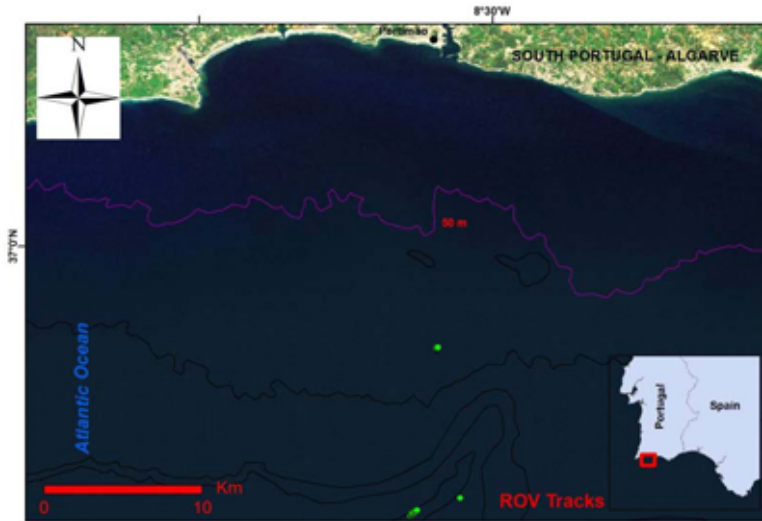 8°30'W
N
Portimão
SOUTH PORTUGAL - ALGARVE
50 m
37°0'N
Atlantic Ocean
Portugal
Spain
Km
0
10
ROV Tracks